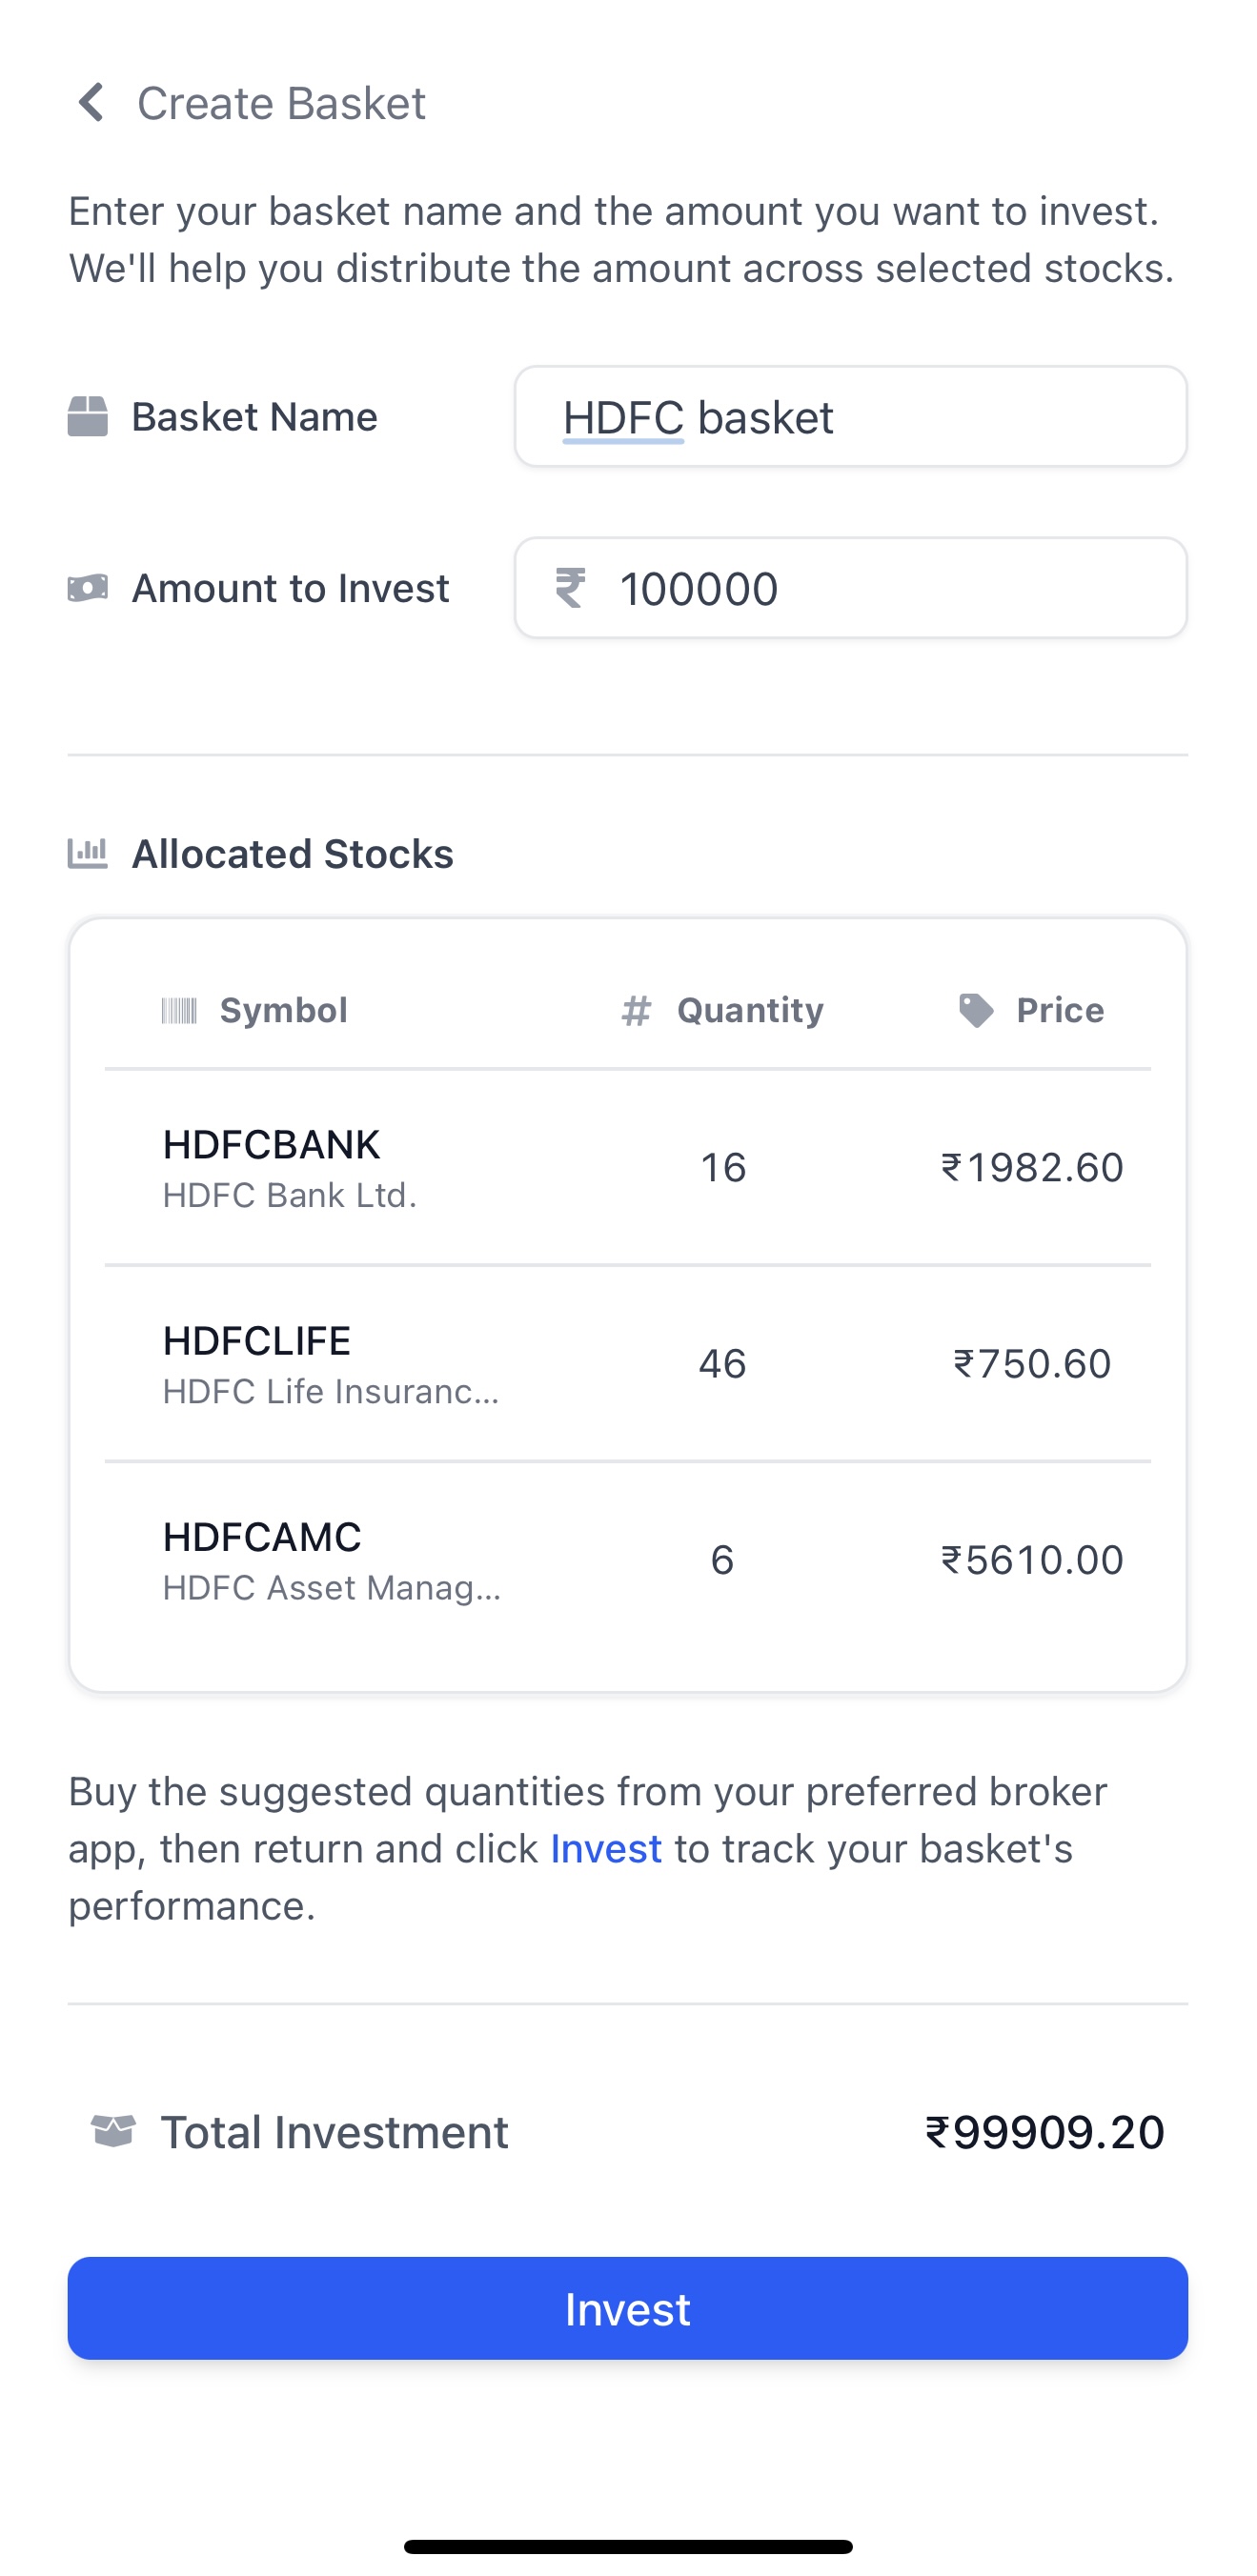 Create Basket
Enter your basket name and the amount you want to invest.
We'll help you distribute the amount across selected stocks.
Basket Name
HDFC basket
Amount to Invest
₹ 100000
Allocated Stocks
Symbol # Quantity Price
HDFCBANK
HDFC Bank Ltd.
16
₹1982.60
HDFCLIFE
HDFC Life Insuranc...
46
₹750.60
HDFCAMC
HDFC Asset Manag...
6
₹5610.00
Buy the suggested quantities from your preferred broker
app, then return and click Invest to track your basket's
performance.
Total Investment ₹99909.20
Invest